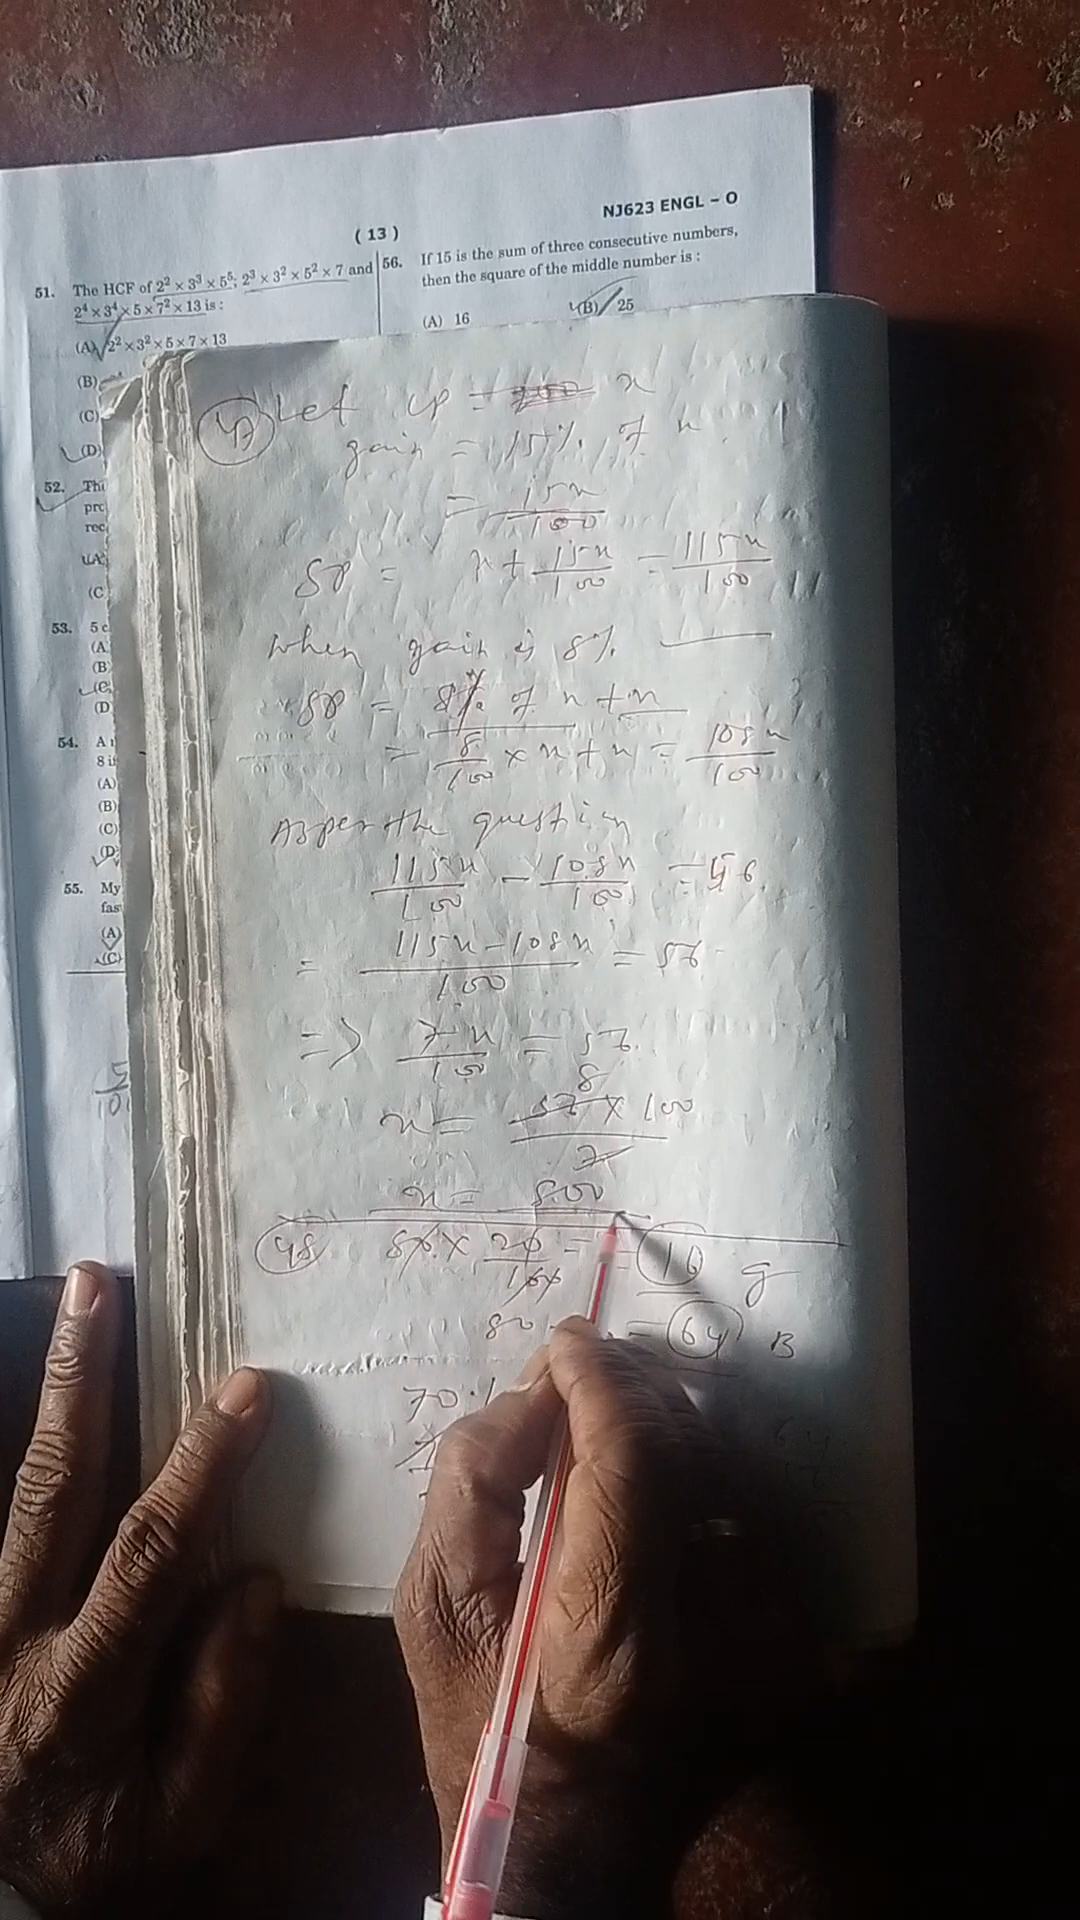 NJ623 ENGL – O
( 13 )
51. The HCF of 2² × 3³ × 5⁵, 2³ × 3² × 5² × 7 and
2⁴ × 3⁴ × 5 × 7² × 13 is :
(A) 2² × 3² × 5 × 7 × 13
(B)
(C)
(D)
52.
rec
(C
53. 5
(A
(B)
(D
54. A
8
(A)
(B)
(C)
(D)
55. My
fas
(A)
(C)
56. If 15 is the sum of three consecutive numbers,
then the square of the middle number is :
(A) 16
(B) 25
47 Let CP = x
gain = 15% of x
= 15x/100
SP = x + 15x/100 = 115x/100
When gain is 8%
SP = 8% of x + x
= 8/100 × x + x = 108x/100
As per the question
115x/100 - 108x/100 = 56
= 115x - 108x/100 = 56
=> 7x/100 = 56
8
x = 56 × 100/7
x = 800
48 80 × 20/100 = 16 g
80 = 64 B
70